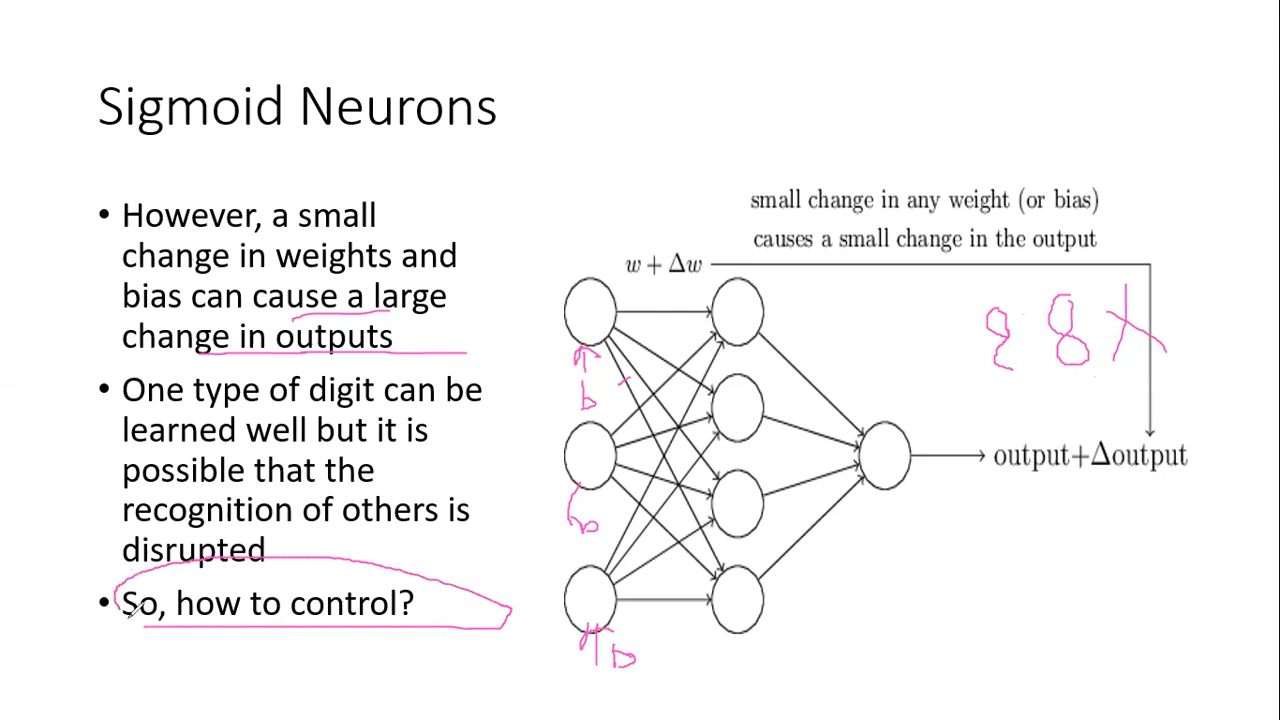 Sigmoid Neurons
• However, a small
change in weights and
bias can cause a large
change in outputs
• One type of digit can be
learned well but it is
possible that the
recognition of others is
disrupted
• So, how to control?
small change in any weight (or bias)
causes a small change in the output
w + Δw
8
b
output+Δoutput
b
b